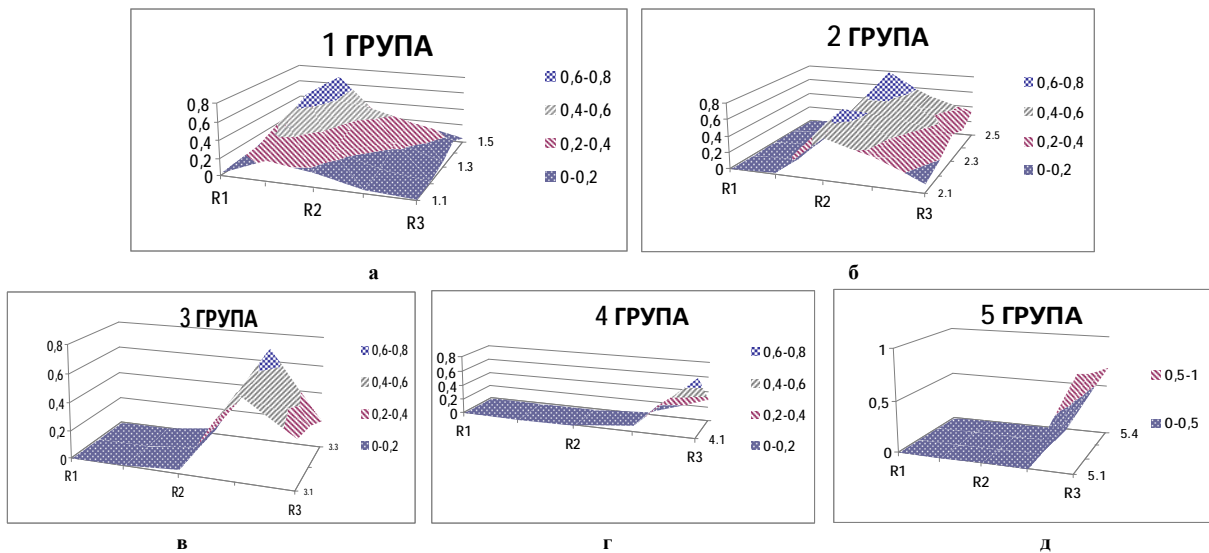 1 ГРУПА
0,8
0,6
0,4
0,2
0
R1
R2
R3
1.1
1.3
1.5
0,6-0,8
0,4-0,6
0,2-0,4
0-0,2
а
2 ГРУПА
0,8
0,6
0,4
0,2
0
R1
R2
R3
2.1
2.3
2.5
0,6-0,8
0,4-0,6
0,2-0,4
0-0,2
б
3 ГРУПА
0,8
0,6
0,4
0,2
0
R1
R2
R3
3.1
3.3
0,6-0,8
0,4-0,6
0,2-0,4
0-0,2
в
4 ГРУПА
0,8
0,6
0,4
0,2
0
R1
R2
R3
4.1
0,6-0,8
0,4-0,6
0,2-0,4
0-0,2
г
5 ГРУПА
1
0,5
0
R1
R2
R3
5.1
5.4
0,5-1
0-0,5
д